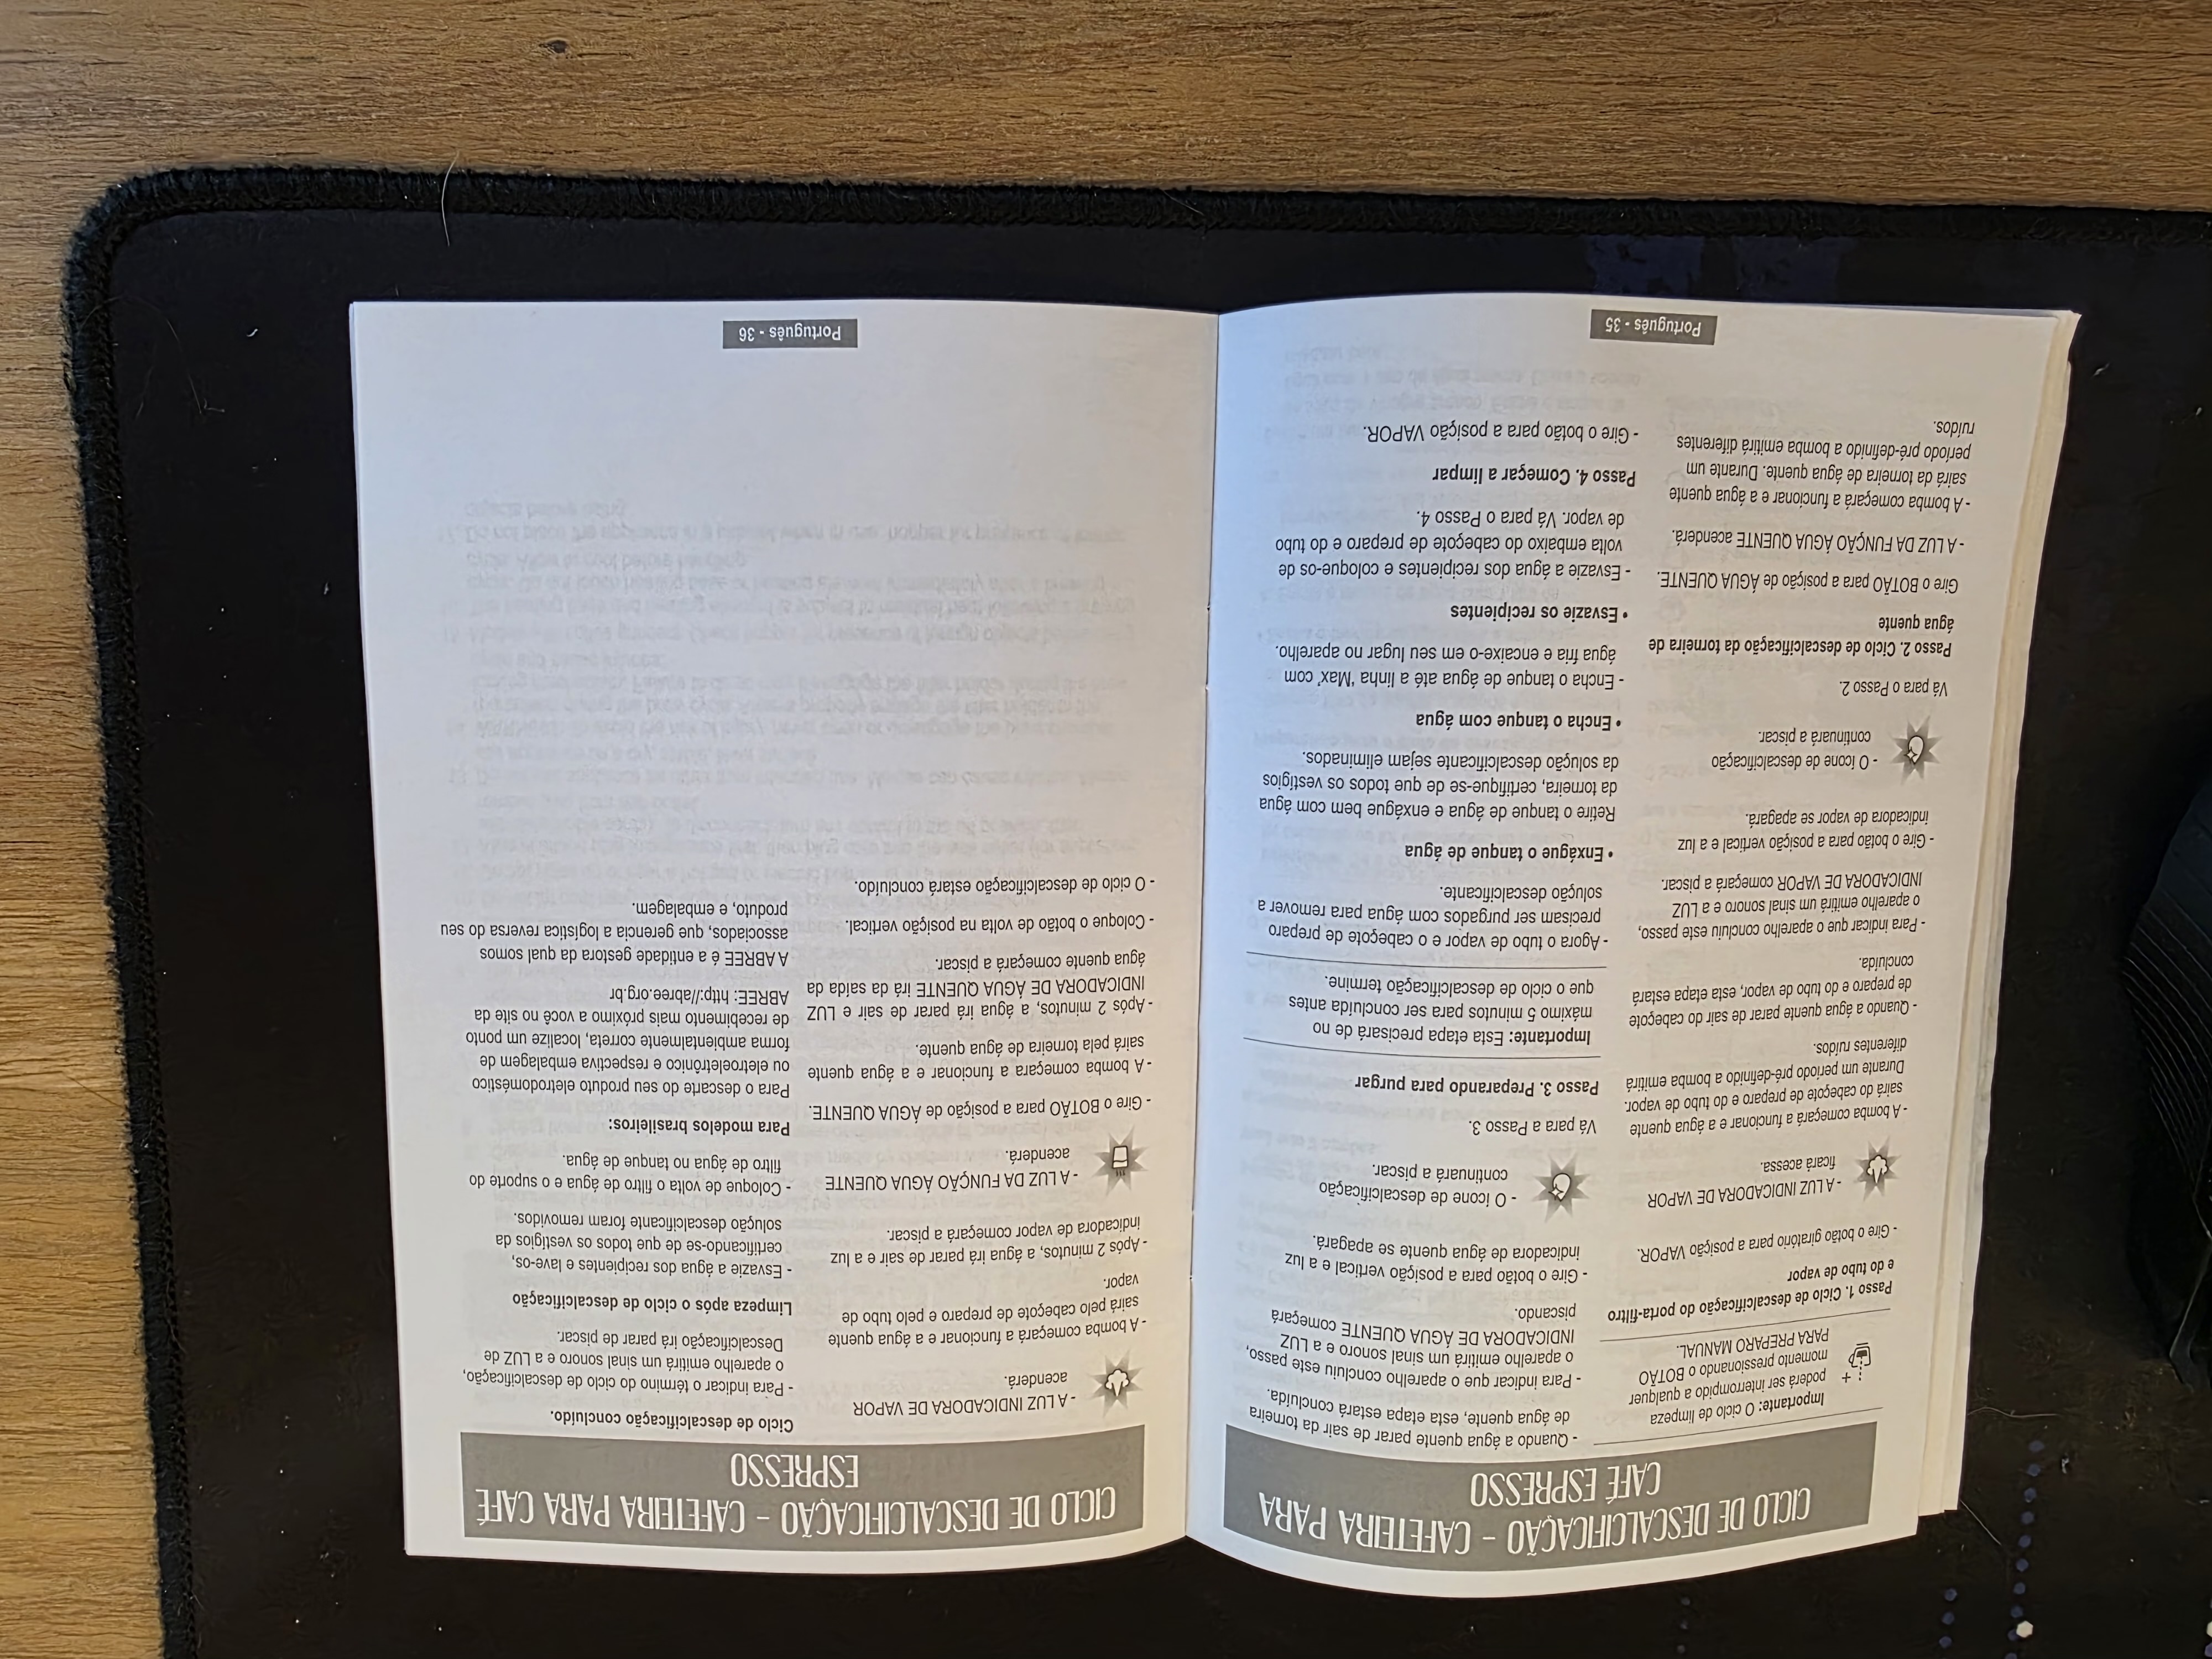 CICLO DE DESCALCIFICAÇÃO – CAFETEIRA PARA
CAFÉ ESPRESSO
Importante: O ciclo de limpeza
poderá ser interrompido a qualquer
momento pressionando o BOTÃO
PARA PREPARO MANUAL.
Passo 1. Ciclo de descalcificação do porta-filtro
e do tubo de vapor
- Gire o botão giratório para a posição VAPOR.
- A LUZ INDICADORA DE VAPOR
ficará acessa.
- A bomba começará a funcionar e a água quente
sairá do cabeçote de preparo e do tubo de vapor.
Durante um período pré-definido a bomba emitirá
diferentes ruídos.
- Quando a água quente parar de sair do cabeçote
de preparo e do tubo de vapor, esta etapa estará
concluída.
- Para indicar que o aparelho concluiu este passo,
o aparelho emitirá um sinal sonoro e a LUZ
INDICADORA DE VAPOR começará a piscar.
- Gire o botão para a posição vertical e a luz
indicadora de vapor se apagará.
- O ícone de descalcificação
continuará a piscar.
Vá para o Passo 2.
Passo 2. Ciclo de descalcificação da torneira de
água quente
Gire o BOTÃO para a posição de ÁGUA QUENTE.
- A LUZ DA FUNÇÃO ÁGUA QUENTE acenderá.
- A bomba começará a funcionar e a água quente
sairá da torneira de água quente. Durante um
período pré-definido a bomba emitirá diferentes
ruídos.
- Quando a água quente parar de sair da torneira
de água quente, esta etapa estará concluída.
- Para indicar que o aparelho concluiu este passo,
o aparelho emitirá um sinal sonoro e a LUZ
INDICADORA DE ÁGUA QUENTE começará
piscando.
- Gire o botão para a posição vertical e a luz
indicadora de água quente se apagará.
- O ícone de descalcificação
continuará a piscar.
Vá para a Passo 3.
Passo 3. Preparando para purgar
Importante: Esta etapa precisará de no
máximo 5 minutos para ser concluída antes
que o ciclo de descalcificação termine.
- Agora o tubo de vapor e o cabeçote de preparo
precisam ser purgados com água para remover a
solução descalcificante.
• Enxágue o tanque de água
Retire o tanque de água e enxágue bem com água
da torneira, certifique-se de que todos os vestígios
da solução descalcificante sejam eliminados.
• Encha o tanque com água
- Encha o tanque de água até a linha ‘Max’ com
água fria e encaixe-o em seu lugar no aparelho.
• Esvazie os recipientes
- Esvazie a água dos recipientes e coloque-os de
volta embaixo do cabeçote de preparo e do tubo
de vapor. Vá para o Passo 4.
Passo 4. Começar a limpar
- Gire o botão para a posição VAPOR.
Português - 35
CICLO DE DESCALCIFICAÇÃO – CAFETEIRA PARA CAFÉ
ESPRESSO
- A LUZ INDICADORA DE VAPOR
acenderá.
- A bomba começará a funcionar e a água quente
sairá pelo cabeçote de preparo e pelo tubo de
vapor.
- Após 2 minutos, a água irá parar de sair e a luz
indicadora de vapor começará a piscar.
- A LUZ DA FUNÇÃO ÁGUA QUENTE
acenderá.
- Gire o BOTÃO para a posição de ÁGUA QUENTE.
- A bomba começara a funcionar e a água quente
sairá pela torneira de água quente.
- Após 2 minutos, a água irá parar de sair e LUZ
INDICADORA DE ÁGUA QUENTE irá da saída da
água quente começará a piscar.
- Coloque o botão de volta na posição vertical.
- O ciclo de descalcificação estará concluído.
Ciclo de descalcificação concluído.
- Para indicar o término do ciclo de descalcificação,
o aparelho emitirá um sinal sonoro e a LUZ de
Descalcificação irá parar de piscar.
Limpeza após o ciclo de descalcificação
- Esvazie a água dos recipientes e lave-os,
certificando-se de que todos os vestígios da
solução descalcificante foram removidos.
- Coloque de volta o filtro de água e o suporte do
filtro de água no tanque de água.
Para modelos brasileiros:
Para o descarte do seu produto eletrodoméstico
ou eletroeletrônico e respectiva embalagem de
forma ambientalmente correta, localize um ponto
de recebimento mais próximo a você no site da
ABREE: http://abree.org.br
A ABREE é a entidade gestora da qual somos
associados, que gerencia a logística reversa do seu
produto, e embalagem.
Português - 36